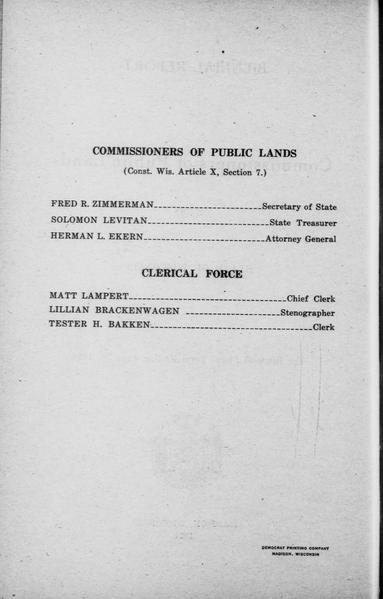 COMMISSIONERS OF PUBLIC LANDS
(Const. Wis. Article X, Section 7.)
FRED R. ZIMMERMAN Secretary of State
SOLOMON LEVITAN State Treasurer
HERMAN L. EKERN Attorney General
CLERICAL FORCE
MATT LAMPERT Chief Clerk
LILLIAN BRACKENWAGEN Stenographer
TESTER H. BAKKEN Clerk
DEMOCRAT PRINTING COMPANY
MADISON, WISCONSIN